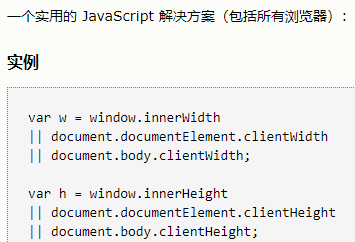 一个实用的 JavaScript 解决方案（包括所有浏览器）：
实例
var w = window.innerWidth
|| document.documentElement.clientWidth
|| document.body.clientWidth;
var h = window.innerHeight
|| document.documentElement.clientHeight
|| document.body.clientHeight;